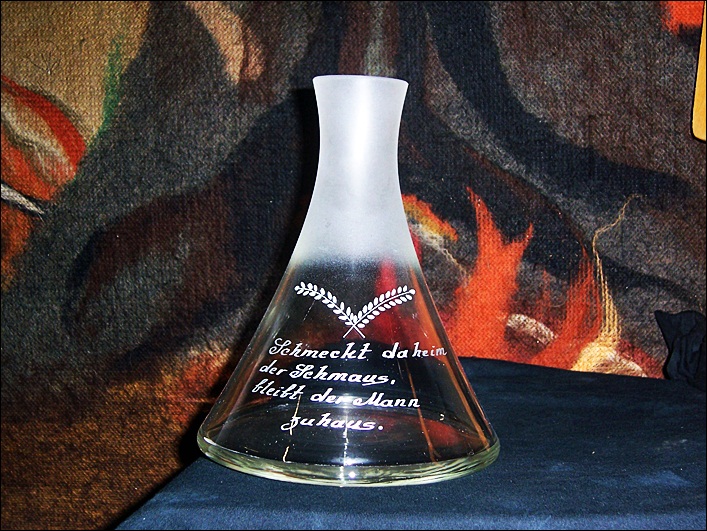 Schmeckt daheim
der Schmaus,
bleibt der Mann
zuhaus.